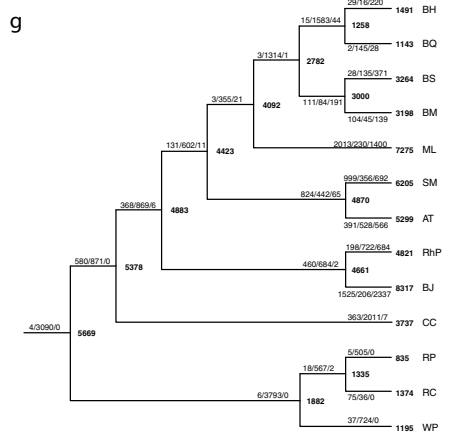 g
29/16/220
1491 BH
15/1583/44
1258
1143 BQ
2/145/28
3/1314/1
2782
28/135/371
3264 BS
3000
111/84/191
3198 BM
104/45/139
3/355/21
4092
2013/230/1400
7275 ML
131/602/11
4423
999/356/692
6205 SM
824/442/65
4870
5299 AT
391/528/566
368/869/6
4883
198/722/684
4821 RhP
460/684/2
4661
8317 BJ
1525/206/2337
580/871/0
5378
363/2011/7
3737 CC
4/3090/0
5669
5/505/0
835 RP
18/567/2
1335
1374 RC
75/36/0
6/3793/0
1882
37/724/0
1195 WP